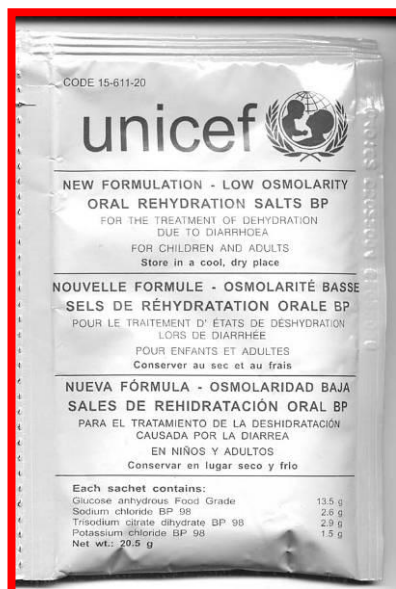 CODE 15-611-20
unicef
NEW FORMULATION - LOW OSMOLARITY
ORAL REHYDRATION SALTS BP
FOR THE TREATMENT OF DEHYDRATION
DUE TO DIARRHOEA
FOR CHILDREN AND ADULTS
Store in a cool, dry place
NOUVELLE FORMULE - OSMOLARITÉ BASSE
SELS DE RÉHYDRATATION ORALE BP
POUR LE TRAITEMENT D' ÉTATS DE DÉSHYDRATION
LORS DE DIARRHÉE
POUR ENFANTS ET ADULTES
Conserver au sec et au frais
NUEVA FÓRMULA - OSMOLARIDAD BAJA
SALES DE REHIDRATACIÓN ORAL BP
PARA EL TRATAMIENTO DE LA DESHIDRATACIÓN
CAUSADA POR LA DIARREA
EN NIÑOS Y ADULTOS
Conservar en lugar seco y frio
Each sachet contains:
Glucose anhydrous Food Grade 13.5 g
Sodium chloride BP 98 2.6 g
Trisodium citrate dihydrate BP 98 2.9 g
Potassium chloride BP 98 1.5 g
Net wt.: 20.5 g